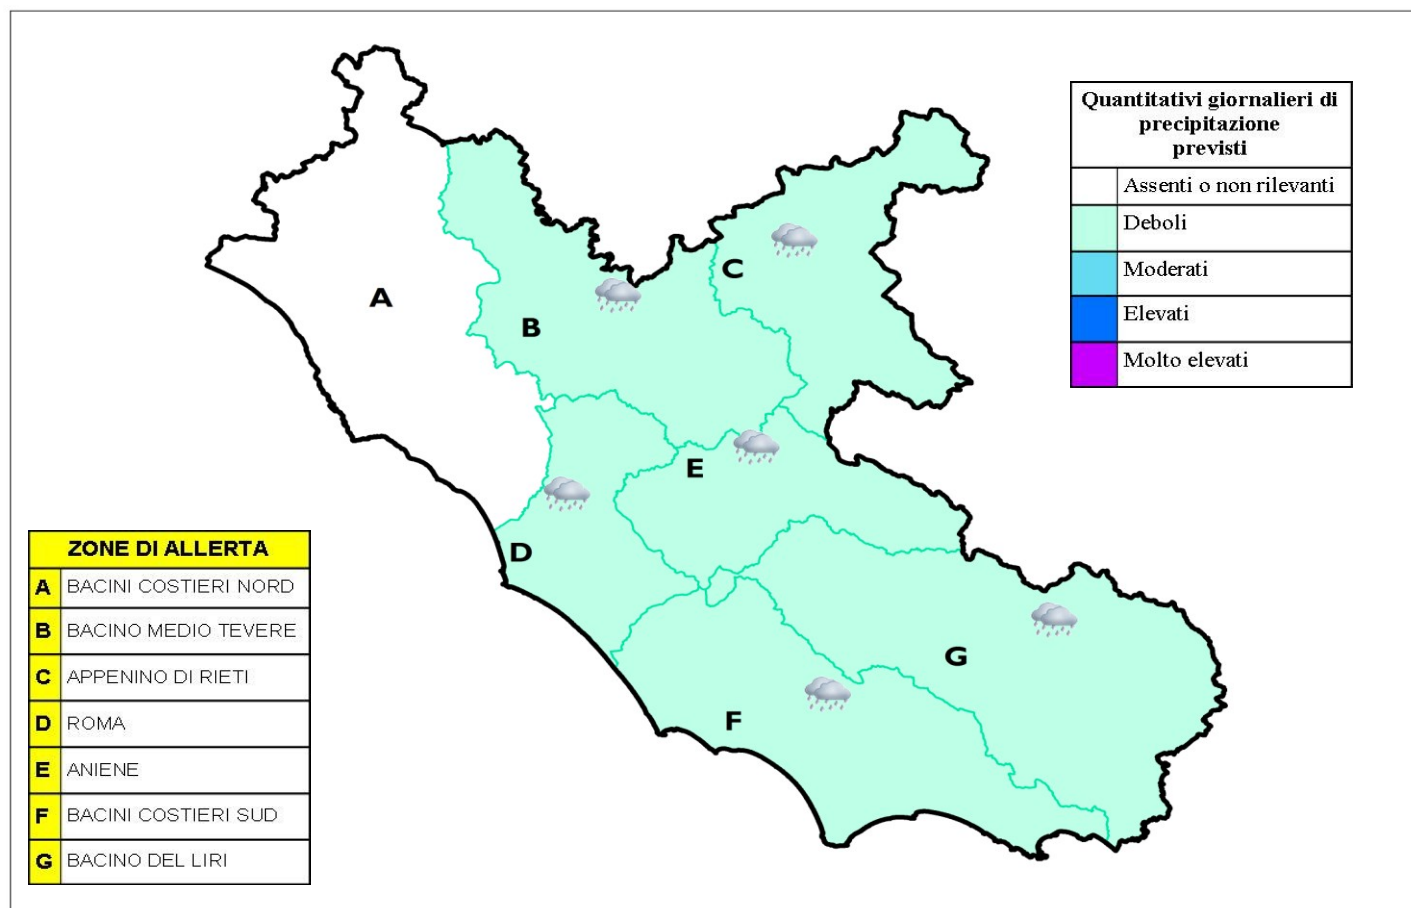 Quantitativi giornalieri di
precipitazione
previsti
Assenti o non rilevanti
Deboli
Moderati
Elevati
Molto elevati
C
A
B
E
D
G
F
ZONE DI ALLERTA
A BACINI COSTIERI NORD
B BACINO MEDIO TEVERE
C APPENINO DI RIETI
D ROMA
E ANIENE
F BACINI COSTIERI SUD
G BACINO DEL LIRI